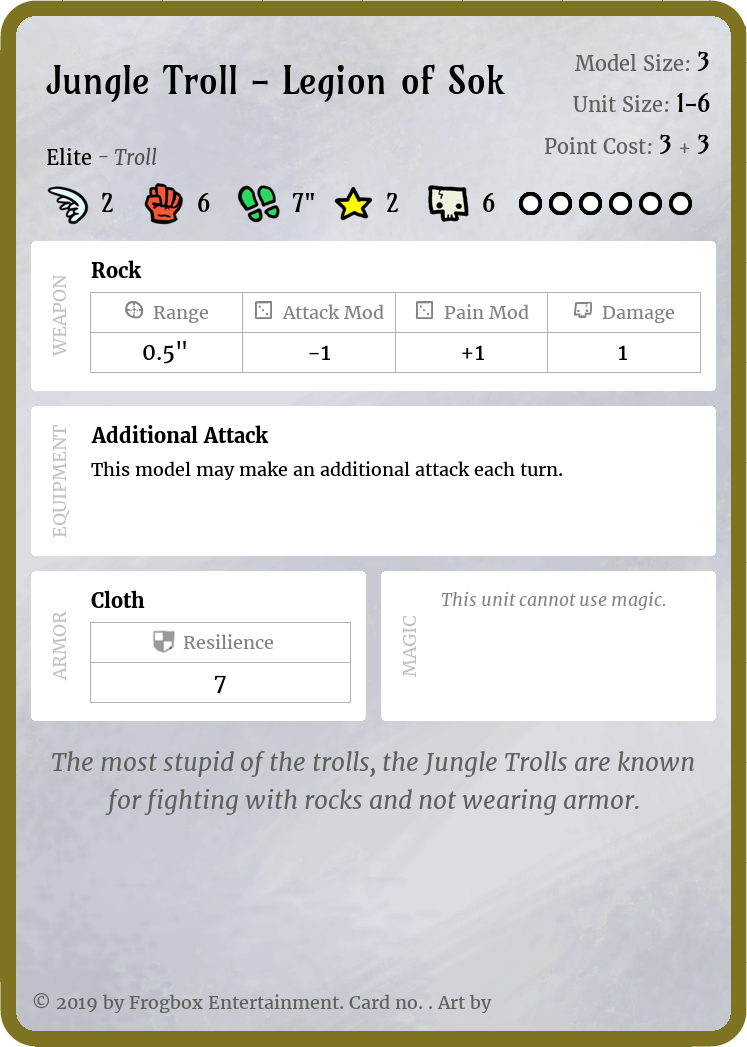 Jungle Troll – Legion of Sok
Model Size: 3
Unit Size: 1–6
Point Cost: 3 + 3
Elite – Troll
2 6 7" 2 6
WEAPON
Rock
Range Attack Mod Pain Mod Damage
0.5" –1 +1 1
EQUIPMENT
Additional Attack
This model may make an additional attack each turn.
ARMOR
Cloth
Resilience
7
MAGIC
This unit cannot use magic.
The most stupid of the trolls, the Jungle Trolls are known
for fighting with rocks and not wearing armor.
© 2019 by Frogbox Entertainment. Card no. . Art by